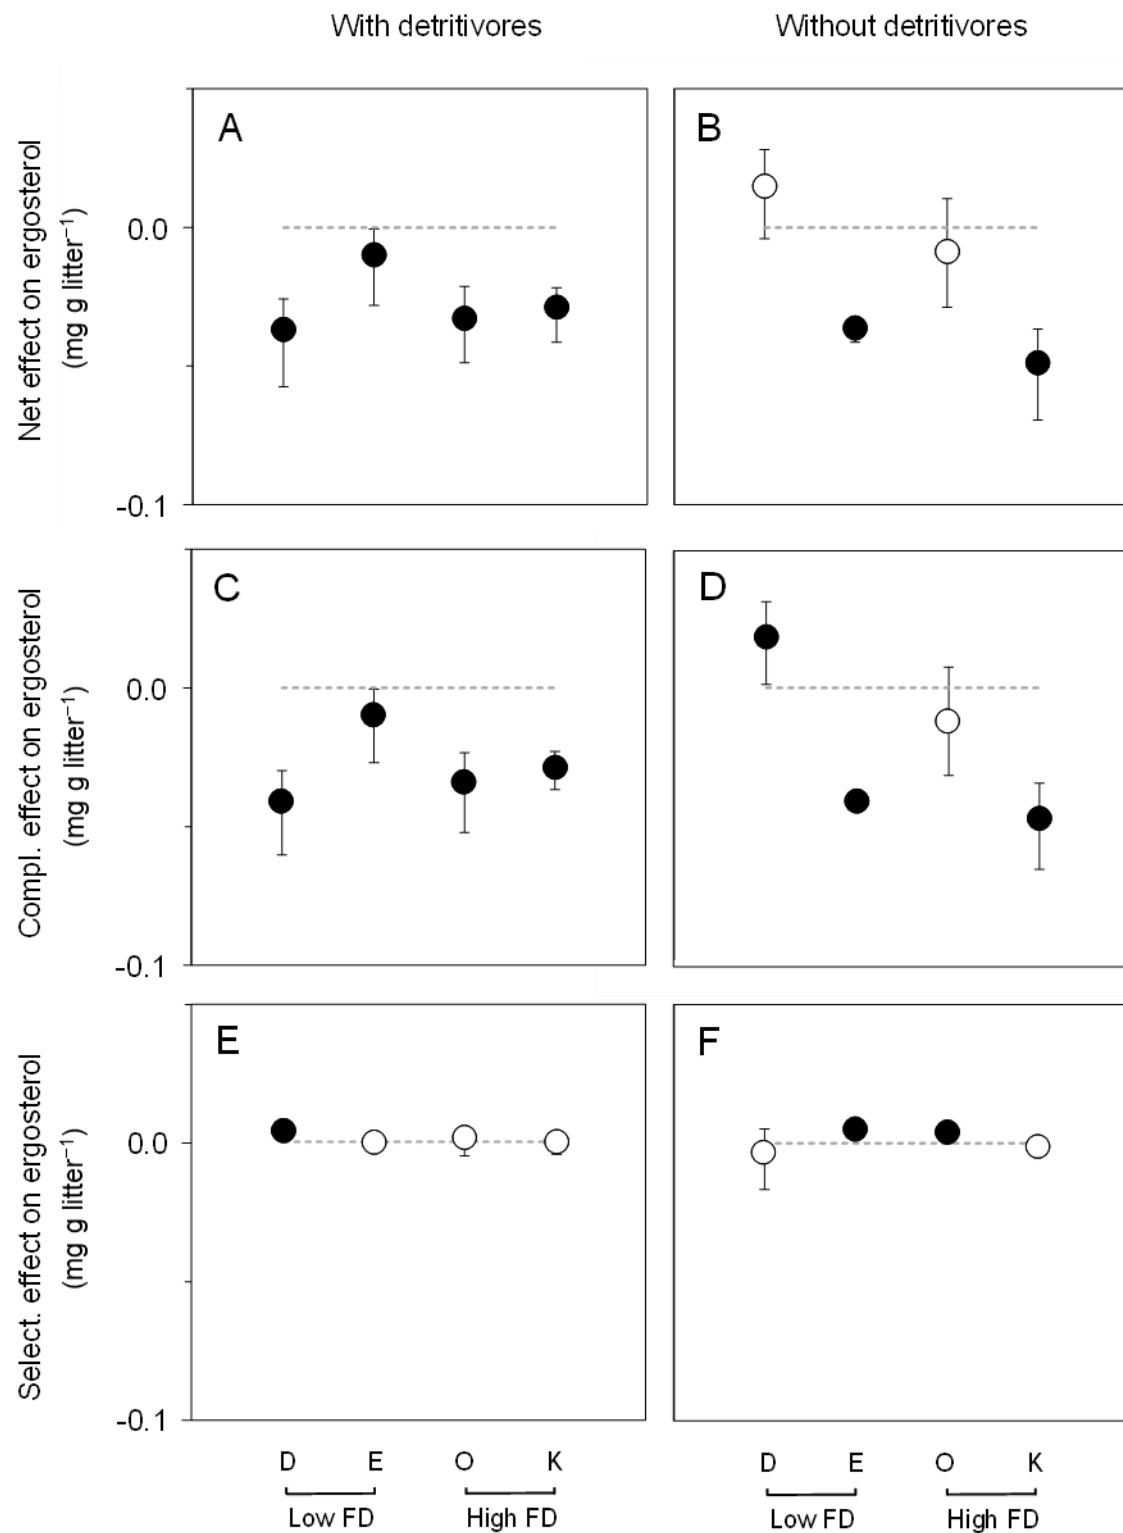 With detritivores
Without detritivores
Net effect on ergosterol
(mg g litter⁻¹)
A
B
0.0
-0.1
Compl. effect on ergosterol
(mg g litter⁻¹)
C
D
0.0
-0.1
Select. effect on ergosterol
(mg g litter⁻¹)
E
F
0.0
-0.1
D E O K
D E O K
Low FD High FD
Low FD High FD